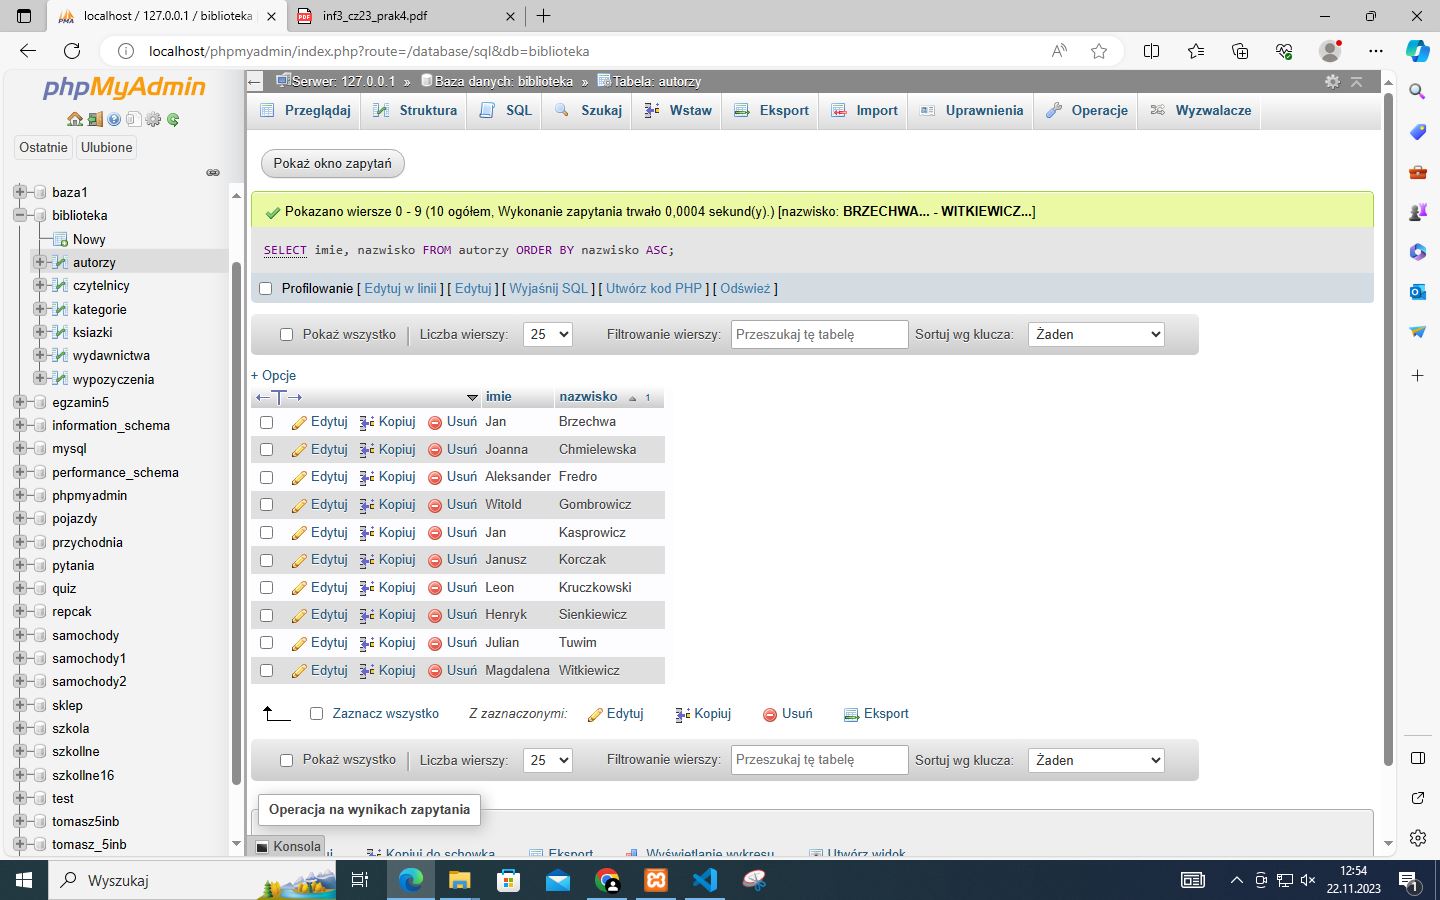 localhost / 127.0.0.1 / biblioteka
inf3_cz23_prak4.pdf
localhost/phpmyadmin/index.php?route=/database/sql&db=biblioteka
phpMyAdmin
Ostatnie
Ulubione
baza1
biblioteka
Nowy
autorzy
czytelnicy
kategorie
ksiazki
wydawnictwa
wypozyczenia
egzamin5
information_schema
mysql
performance_schema
phpmyadmin
pojazdy
przychodnia
pytania
quiz
repcak
samochody
samochody1
samochody2
sklep
szkola
szkollne
szkollne16
test
tomasz5inb
tomasz_5inb
Serwer: 127.0.0.1 » Baza danych: biblioteka » Tabela: autorzy
Przeglądaj Struktura SQL Szukaj Wstaw Eksport Import Uprawnienia Operacje Wyzwalacze
Pokaż okno zapytań
Pokazano wiersze 0 - 9 (10 ogółem, Wykonanie zapytania trwało 0,0004 sekund(y).) [nazwisko: BRZECHWA... - WITKIEWICZ...]
SELECT imie, nazwisko FROM autorzy ORDER BY nazwisko ASC;
Profilowanie [ Edytuj w linii ] [ Edytuj ] [ Wyjaśnij SQL ] [ Utwórz kod PHP ] [ Odśwież ]
Pokaż wszystko | Liczba wierszy: 25 Filtrowanie wierszy: Przeszukaj tę tabelę Sortuj wg klucza: Żaden
+ Opcje
imie nazwisko 1
Edytuj Kopiuj Usuń Jan Brzechwa
Edytuj Kopiuj Usuń Joanna Chmielewska
Edytuj Kopiuj Usuń Aleksander Fredro
Edytuj Kopiuj Usuń Witold Gombrowicz
Edytuj Kopiuj Usuń Jan Kasprowicz
Edytuj Kopiuj Usuń Janusz Korczak
Edytuj Kopiuj Usuń Leon Kruczkowski
Edytuj Kopiuj Usuń Henryk Sienkiewicz
Edytuj Kopiuj Usuń Julian Tuwim
Edytuj Kopiuj Usuń Magdalena Witkiewicz
Zaznacz wszystko Z zaznaczonymi: Edytuj Kopiuj Usuń Eksport
Pokaż wszystko | Liczba wierszy: 25 Filtrowanie wierszy: Przeszukaj tę tabelę Sortuj wg klucza: Żaden
Operacja na wynikach zapytania
Konsola
Kopiuj do schowka Eksport Wyświetlanie wykresu Utwórz widok
Wyszukaj
12:54
22.11.2023
1